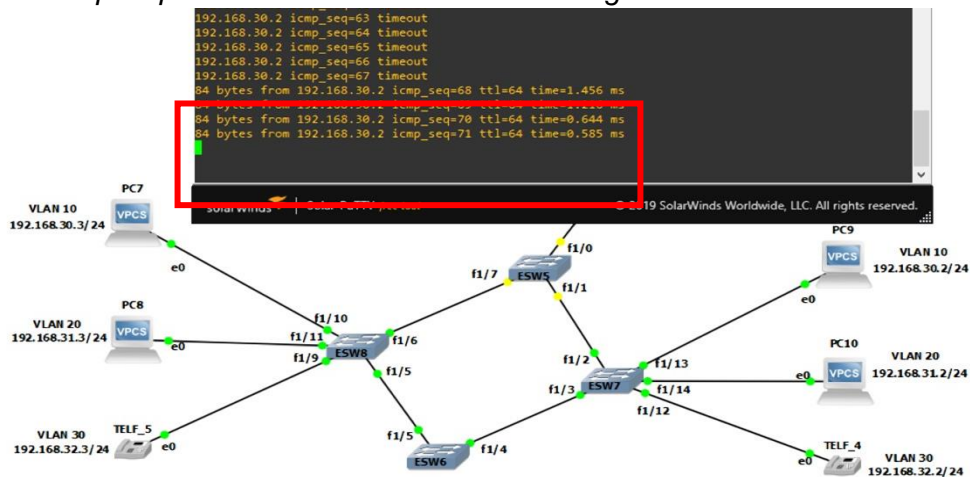 192.168.30.2 icmp_seq=63 timeout
192.168.30.2 icmp_seq=64 timeout
192.168.30.2 icmp_seq=65 timeout
192.168.30.2 icmp_seq=66 timeout
192.168.30.2 icmp_seq=67 timeout
84 bytes from 192.168.30.2 icmp_seq=68 ttl=64 time=1.456 ms
84 bytes from 192.168.30.2 icmp_seq=70 ttl=64 time=0.644 ms
84 bytes from 192.168.30.2 icmp_seq=71 ttl=64 time=0.585 ms
solarwinds
© 2019 SolarWinds Worldwide, LLC. All rights reserved.
PC7
VLAN 10
192.168.30.3/24
VPCS
e0
PC8
VLAN 20
192.168.31.3/24
VPCS
e0
TELF_5
VLAN 30
192.168.32.3/24
e0
f1/10
f1/11
f1/9
ESW8
f1/6
f1/5
f1/0
f1/7
ESW5
f1/1
f1/5
ESW6
f1/4
f1/2
f1/3
ESW7
f1/13
f1/14
f1/12
PC9
VPCS
VLAN 10
192.168.30.2/24
e0
PC10
VPCS
VLAN 20
192.168.31.2/24
e0
TELF_4
VLAN 30
192.168.32.2/24
e0